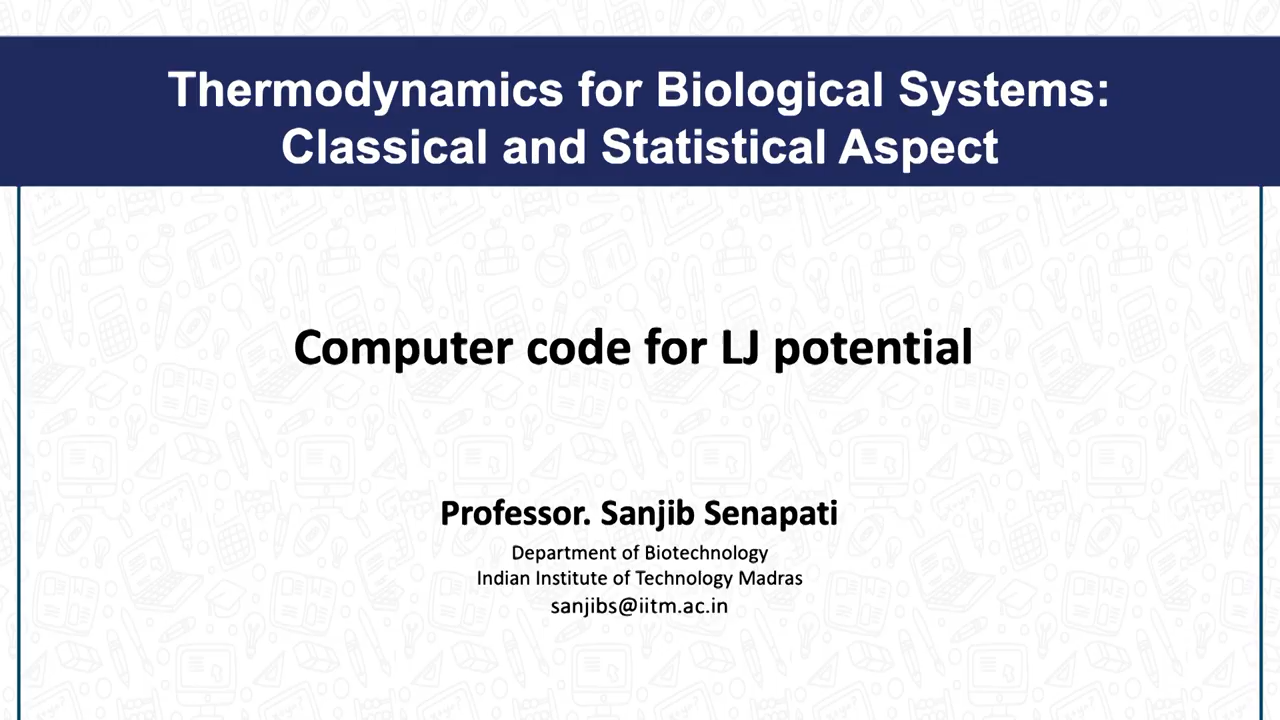 Thermodynamics for Biological Systems:
Classical and Statistical Aspect
Computer code for LJ potential
Professor. Sanjib Senapati
Department of Biotechnology
Indian Institute of Technology Madras
sanjibs@iitm.ac.in